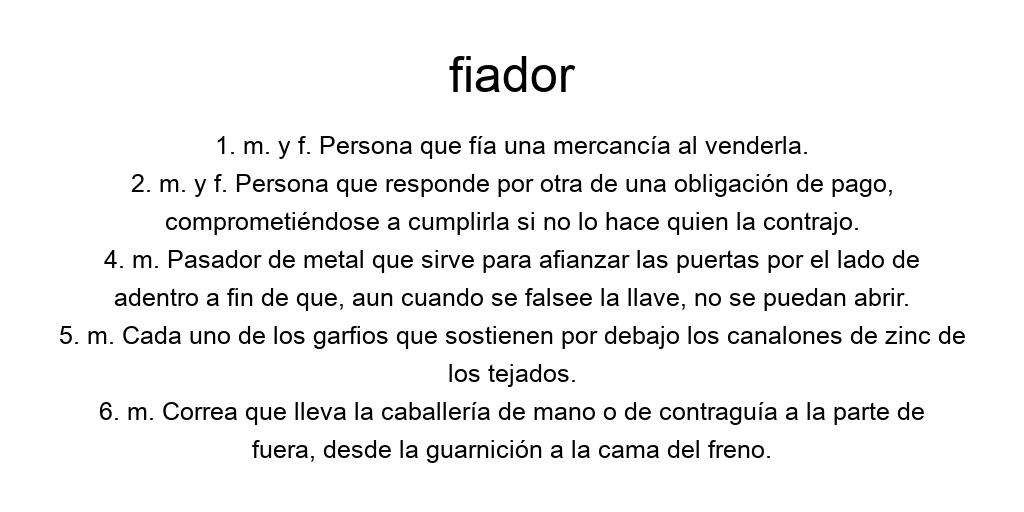 fiador
1. m. y f. Persona que fía una mercancía al venderla.
2. m. y f. Persona que responde por otra de una obligación de pago,
comprometiéndose a cumplirla si no lo hace quien la contrajo.
4. m. Pasador de metal que sirve para afianzar las puertas por el lado de
adentro a fin de que, aun cuando se falsee la llave, no se puedan abrir.
5. m. Cada uno de los garfios que sostienen por debajo los canalones de zinc de
los tejados.
6. m. Correa que lleva la caballería de mano o de contraguía a la parte de
fuera, desde la guarnición a la cama del freno.